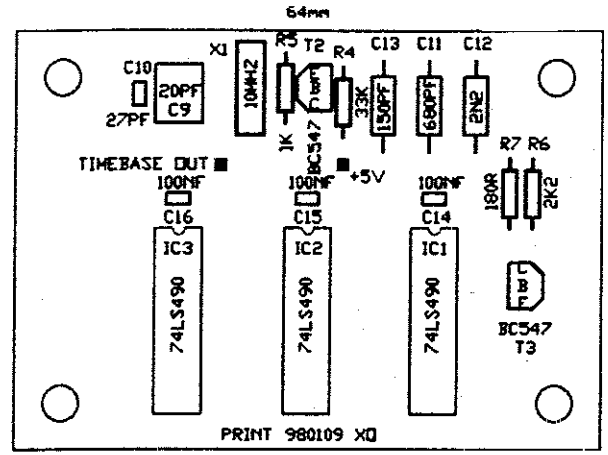 64mm
X1
R5
T2
R4
C13
C11
C12
C10
20PF
C9
27PF
10MHZ
1K
BC547
33K
150PF
680PF
2N2
R7 R6
TIMEBASE OUT
+5V
180R
2K2
100NF
100NF
100NF
C16
C15
C14
IC3
IC2
IC1
74LS490
74LS490
74LS490
BC547
T3
PRINT 980109